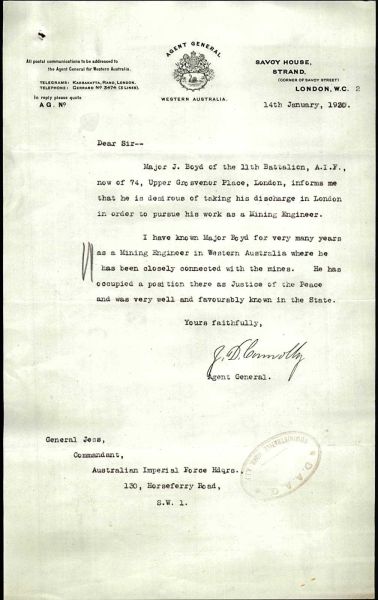 All postal communications to be addressed to
the Agent General for Western Australia.
TELEGRAMS: KARRAKATTA, RAND, LONDON.
TELEPHONE: GERRARD Nº 2474 (2 LINES).
In reply please quote
A G. Nº
AGENT GENERAL
WESTERN AUSTRALIA.
SAVOY HOUSE,
STRAND,
(CORNER OF SAVOY STREET)
LONDON, W.C. 2
14th January, 1920.
Dear Sir--
Major J. Boyd of the 11th Battalion, A.I.F.,
now of 74, Upper Grosvenor Place, London, informs me
that he is desirous of taking his discharge in London
in order to pursue his work as a Mining Engineer.
I have known Major Boyd for very many years
as a Mining Engineer in Western Australia where he
has been closely connected with the mines. He has
occupied a position there as Justice of the Peace
and was very well and favourably known in the State.
Yours faithfully,
J. D. Connolly
Agent General.
General Jess,
Commandant,
Australian Imperial Force Hdqrs.,
130, Horseferry Road,
S.W. 1.
D.A.A.G.